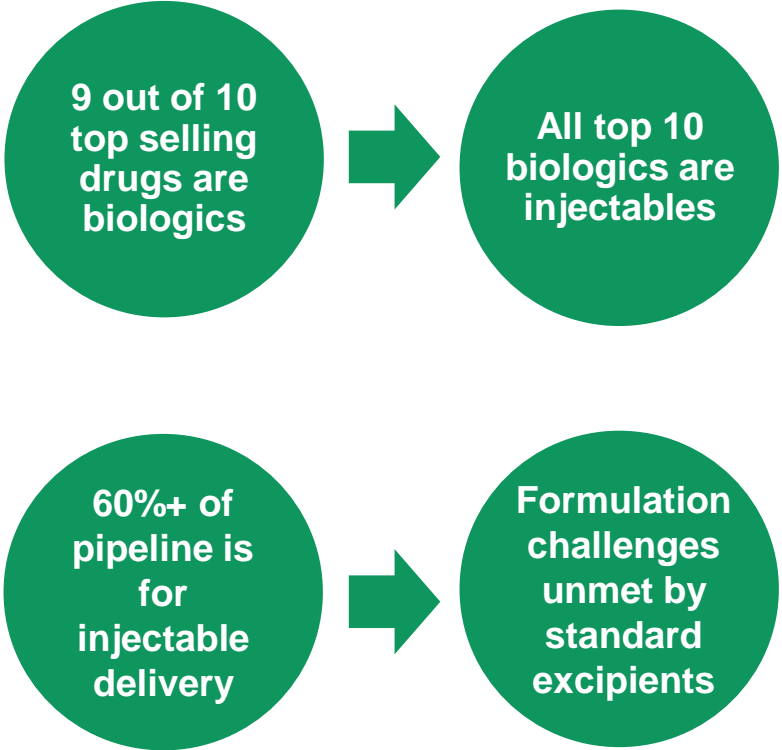 9 out of 10
top selling
drugs are
biologics
All top 10
biologics are
injectables
60%+ of
pipeline is
for
injectable
delivery
Formulation
challenges
unmet by
standard
excipients